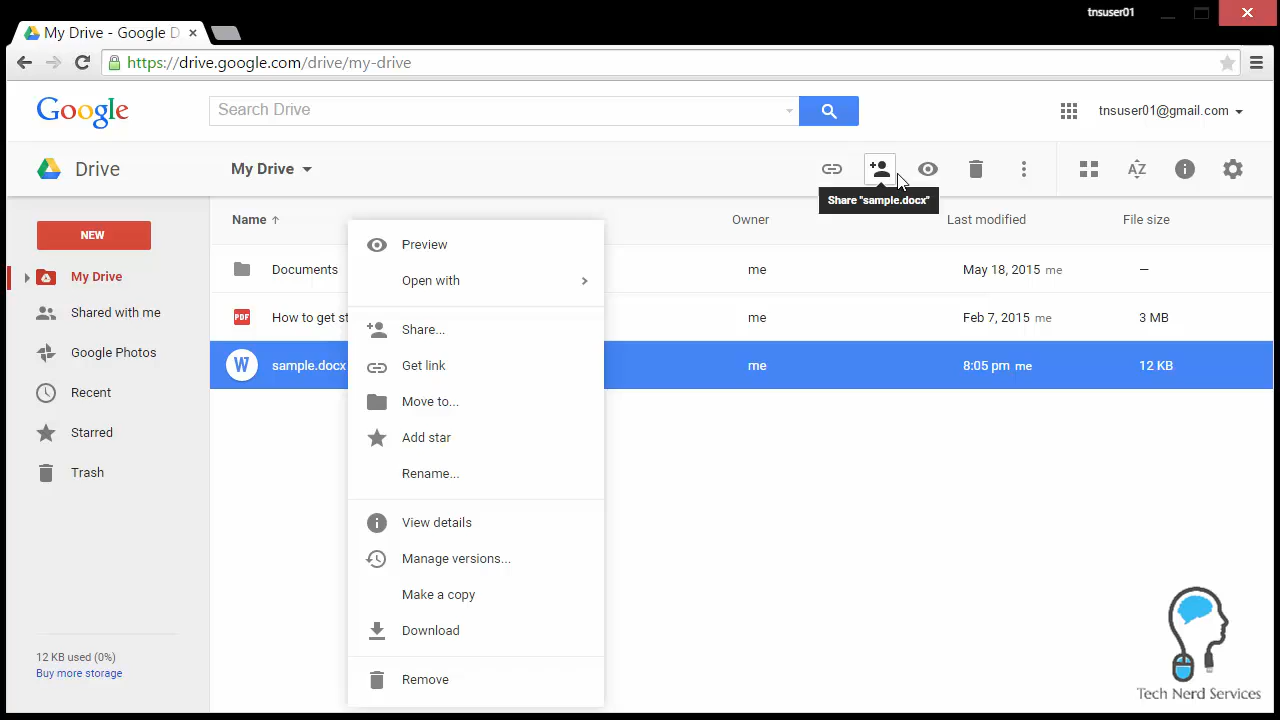 tnsuser01
My Drive - Google D
https://drive.google.com/drive/my-drive
Google
Search Drive
tnsuser01@gmail.com
Drive
My Drive
AZ
Share "sample.docx"
NEW
My Drive
Shared with me
Google Photos
Recent
Starred
Trash
12 KB used (0%)
Buy more storage
Name Owner Last modified File size
Documents me May 18, 2015 me —
PDF How to get st me Feb 7, 2015 me 3 MB
W sample.docx me 8:05 pm me 12 KB
Preview
Open with
Share...
Get link
Move to...
Add star
Rename...
View details
Manage versions...
Make a copy
Download
Remove
Tech Nerd Services